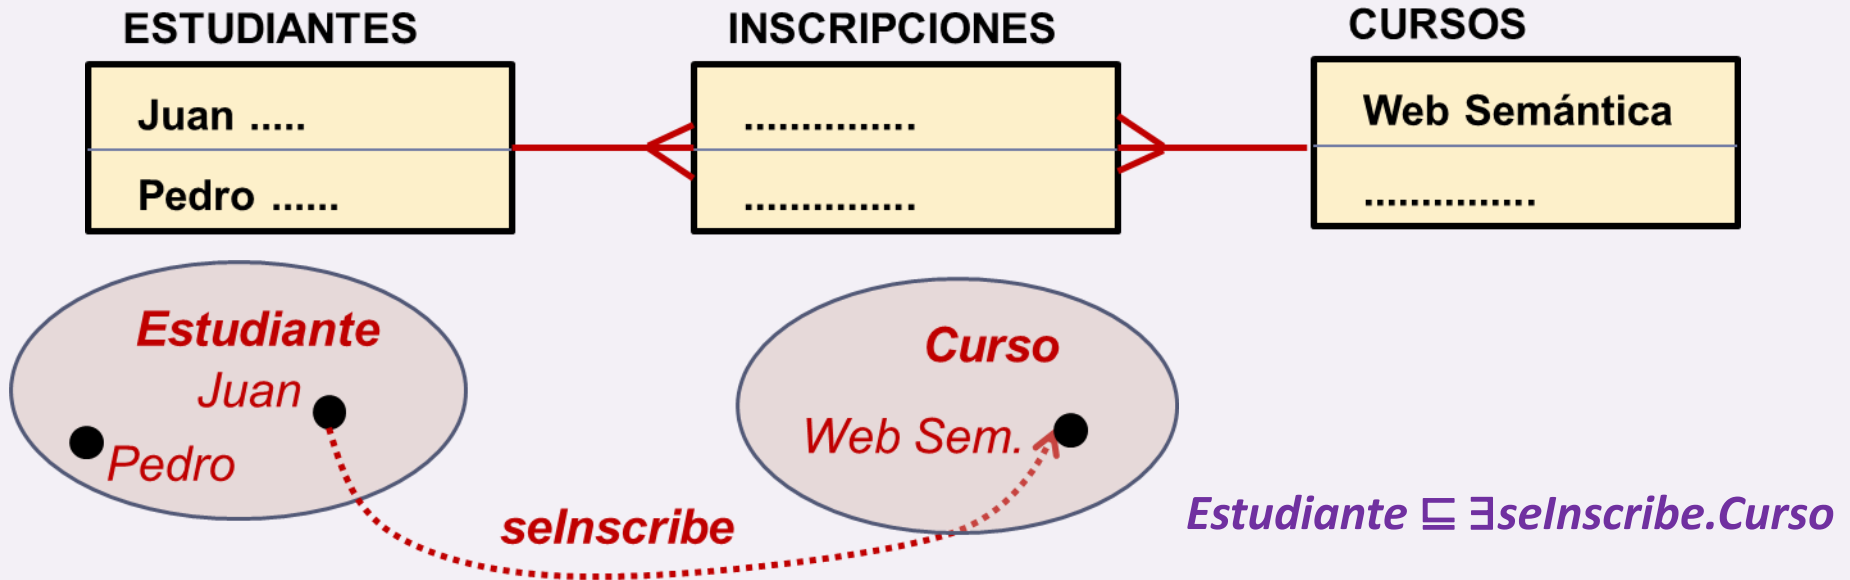 ESTUDIANTES
INSCRIPCIONES
CURSOS
Juan .....
Pedro ......
...............
...............
Web Semántica
...............
Estudiante
Juan
Pedro
Curso
Web Sem.
seInscribe
Estudiante ⊑ ∃seInscribe.Curso